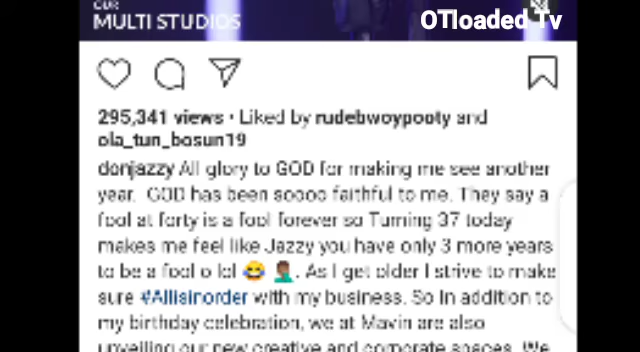 OUR
MULTI STUDIOS
OTloaded Tv
295,341 views • Liked by rudebwoypooty and
ola_tun_bosun19
donjazzy All glory to GOD for making me see another
year. GOD has been soooo faithful to me. They say a
fool at forty is a fool forever so Turning 37 today
makes me feel like Jazzy you have only 3 more years
to be a fool o lol 😂 🤦🏾‍♂️. As I get older I strive to make
sure #Allisinorder with my business. So In addition to
my birthday celebration, we at Mavin are also
unveiling our new creative and corporate spaces. We